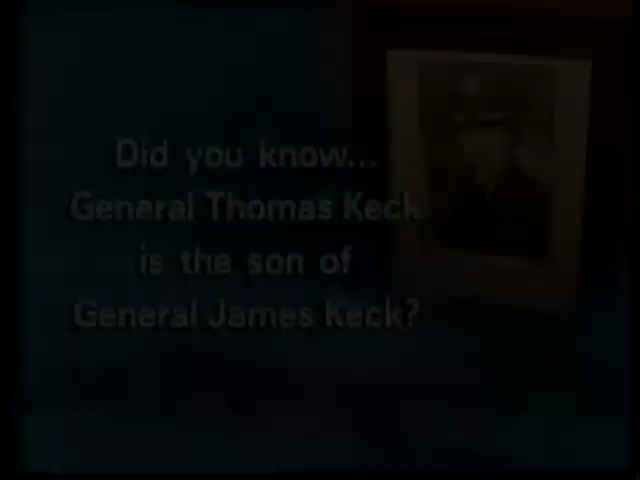 Did you know...
General Thomas Keck
is the son of
General James Keck?